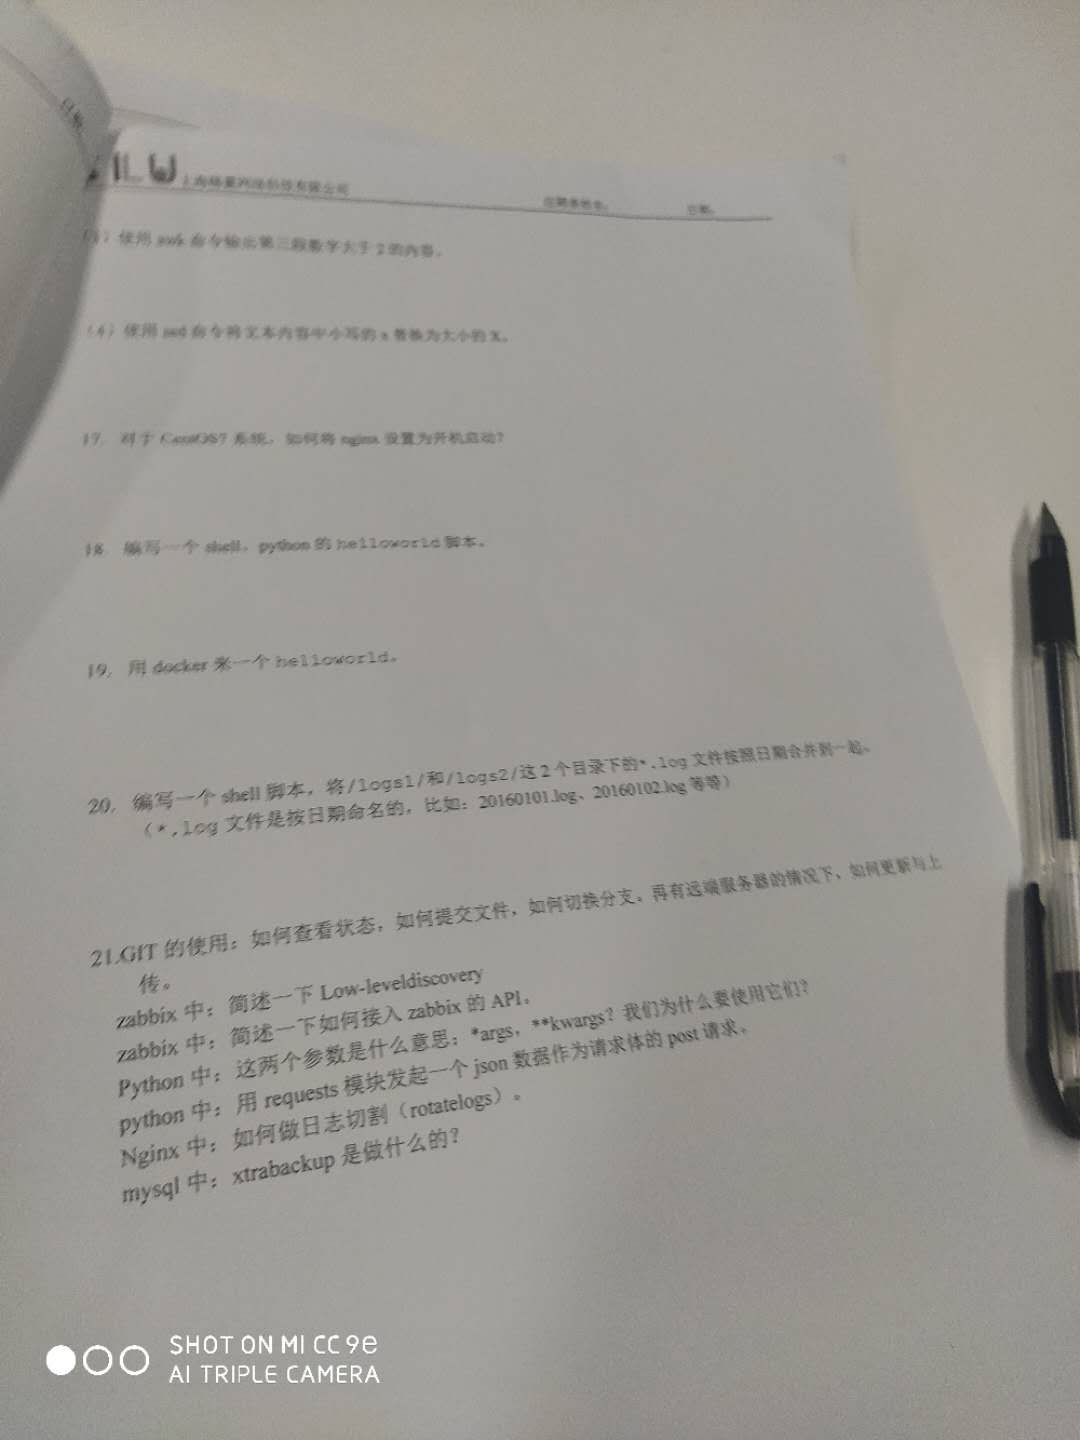 有限公司
使用 awk 命令输出第三段数字大于 2 的内容。
（4）使用 sed 命令将文本内容中小写的 x 替换为大小的 X。
17. 对于 CentOS7 系统，如何将 nginx 设置为开机启动？
18. 编写一个 shell，python 的 helloworld 脚本。
19. 用 docker 来一个 helloworld。
20. 编写一个 shell 脚本，将/logs1/和/logs2/这 2 个目录下的*.log 文件按照日期合并到一起。
（*.log 文件是按日期命名的，比如：20160101.log、20160102.log 等等）
21.GIT 的使用：如何查看状态，如何提交文件，如何切换分支。再有远端服务器的情况下，如何更新与上
传。
zabbix 中：简述一下 Low-leveldiscovery
zabbix 中：简述一下如何接入 zabbix 的 API。
Python 中：这两个参数是什么意思：*args，**kwargs？我们为什么要使用它们？
python 中：用 requests 模块发起一个 json 数据作为请求体的 post 请求。
Nginx 中：如何做日志切割（rotatelogs）。
mysql 中：xtrabackup 是做什么的？
SHOT ON MI CC 9e
AI TRIPLE CAMERA